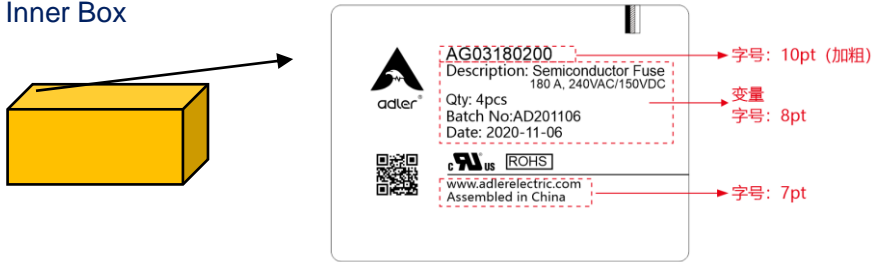 Inner Box
AG03180200
字号：10pt（加粗）
Description: Semiconductor Fuse
180 A, 240VAC/150VDC
变量
字号：8pt
Qty: 4pcs
Batch No:AD201106
Date: 2020-11-06
adler
c RU us ROHS
www.adlerelectric.com
Assembled in China
字号：7pt